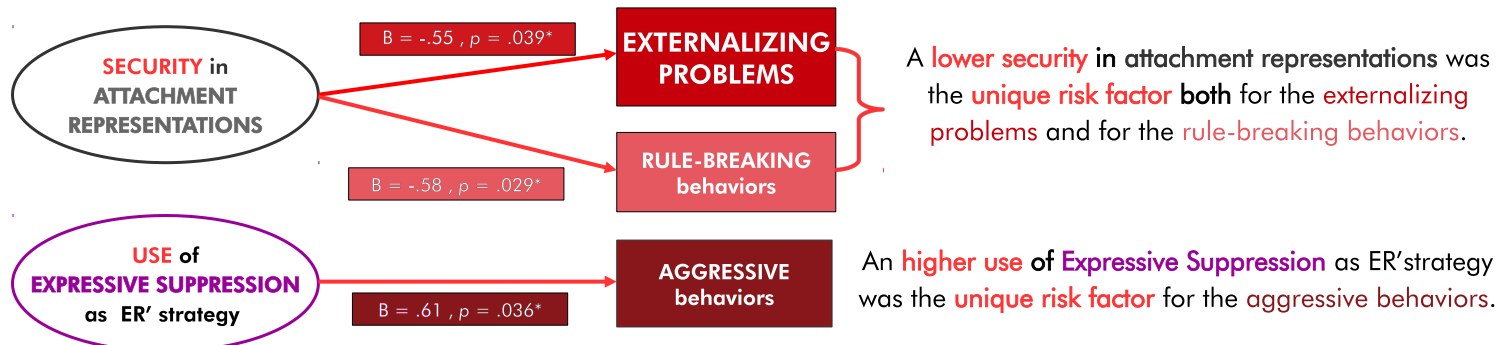 SECURITY in
ATTACHMENT
REPRESENTATIONS
B = -.55 , p = .039*
EXTERNALIZING
PROBLEMS
A lower security in attachment representations was
the unique risk factor both for the externalizing
problems and for the rule-breaking behaviors.
B = -.58 , p = .029*
RULE-BREAKING
behaviors
USE of
EXPRESSIVE SUPPRESSION
as ER' strategy
B = .61 , p = .036*
AGGRESSIVE
behaviors
An higher use of Expressive Suppression as ER'strategy
was the unique risk factor for the aggressive behaviors.